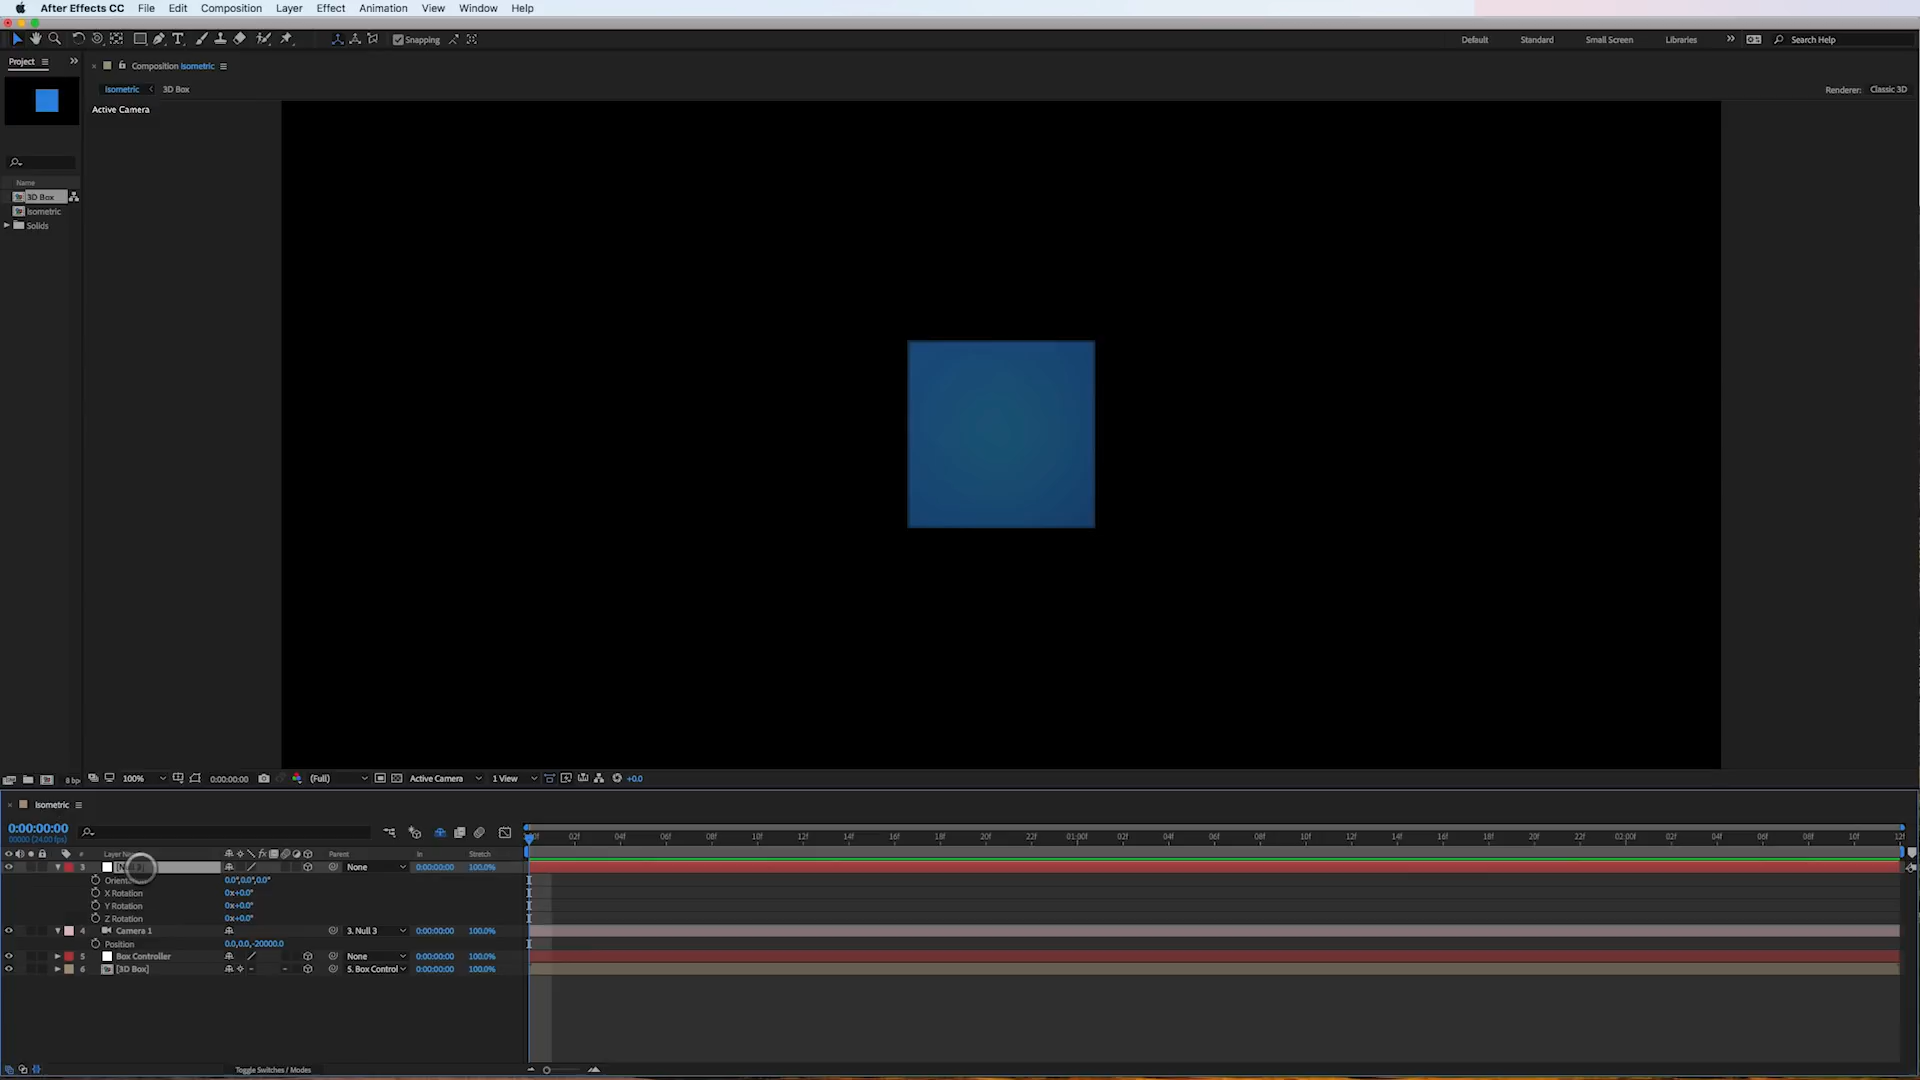 After Effects CC File Edit Composition Layer Effect Animation View Window Help
Snapping Default Standard Small Screen Libraries Search Help
Project
Composition Isometric
Isometric 3D Box
Renderer: Classic 3D
Active Camera
Name
3D Box
Isometric
Solids
8 bp
100% 0:00:00:00 (Full) Active Camera 1 View +0.0
Isometric
0:00:00:00
00000 (24.00 fps)
02f 04f 06f 08f 10f 12f 14f 16f 18f 20f 22f 01:00f 02f 04f 06f 08f 10f 12f 14f 16f 18f 20f 22f 02:00f 02f 04f 06f 08f 10f 12f
# Parent In Stretch
3 None 0:00:00:00 100.0%
0.0°,0.0°,0.0°
X Rotation 0x+0.0°
Y Rotation 0x+0.0°
Z Rotation 0x+0.0°
4 Camera 1 3. Null 3 0:00:00:00 100.0%
Position 0.0,0.0,-20000.0
5 Box Controller None 0:00:00:00 100.0%
6 [3D Box] 5. Box Control 0:00:00:00 100.0%
Toggle Switches / Modes